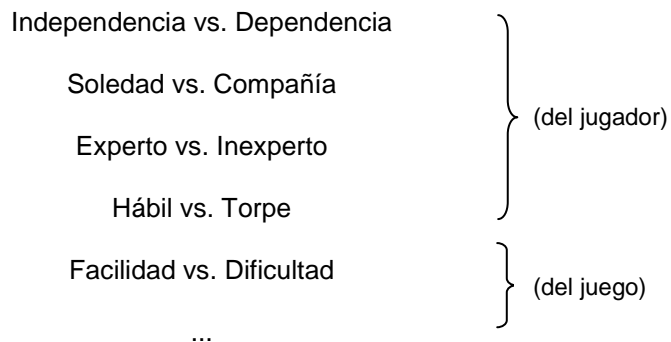 Independencia vs. Dependencia
Soledad vs. Compañía
(del jugador)
Experto vs. Inexperto
Hábil vs. Torpe
Facilidad vs. Dificultad
(del juego)
...